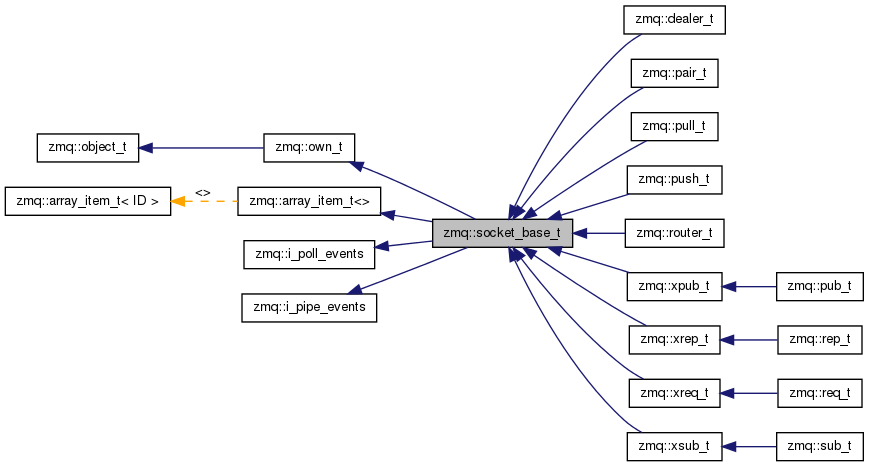 zmq::dealer_t
zmq::pair_t
zmq::pull_t
zmq::object_t
zmq::own_t
zmq::push_t
zmq::array_item_t< ID >
<>
zmq::array_item_t<>
zmq::socket_base_t
zmq::router_t
zmq::i_poll_events
zmq::xpub_t
zmq::pub_t
zmq::i_pipe_events
zmq::xrep_t
zmq::rep_t
zmq::xreq_t
zmq::req_t
zmq::xsub_t
zmq::sub_t